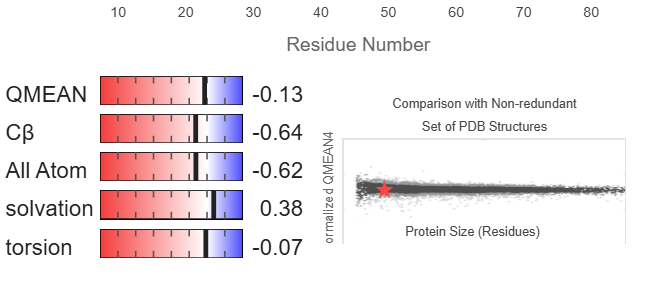 10 20 30 40 50 60 70 80
Residue Number
QMEAN -0.13
Cβ -0.64
All Atom -0.62
solvation 0.38
torsion -0.07
Comparison with Non-redundant
Set of PDB Structures
ormalized QMEAN4
Protein Size (Residues)